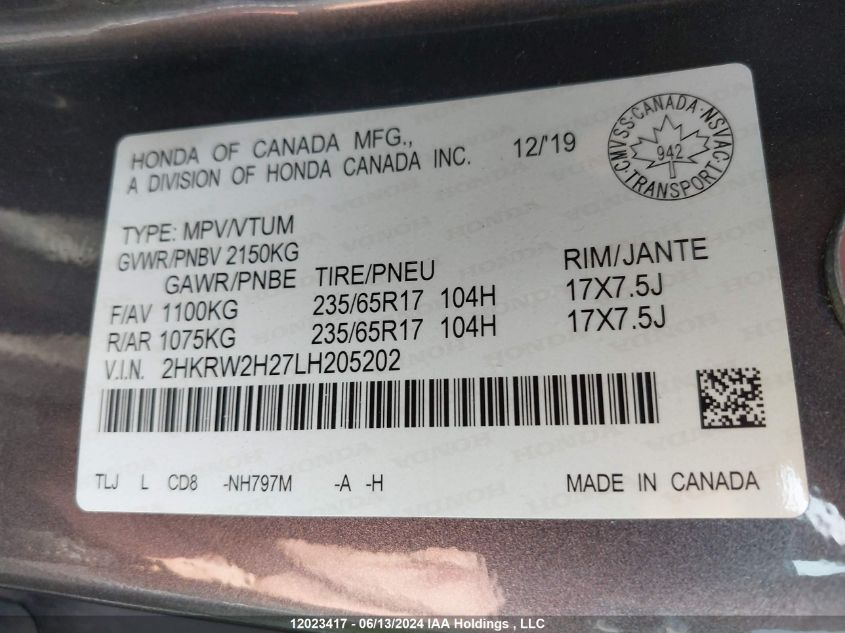 HONDA OF CANADA MFG.,
A DIVISION OF HONDA CANADA INC. 12/'19
CMVSS · CANADA · NSVAC
942
TRANSPORT
TYPE: MPV/VTUM
GVWR/PNBV 2150KG
GAWR/PNBE TIRE/PNEU RIM/JANTE
F/AV 1100KG 235/65R17 104H 17X7.5J
R/AR 1075KG 235/65R17 104H 17X7.5J
V.I.N. 2HKRW2H27LH205202
TLJ L CD8 -NH797M -A -H MADE IN CANADA
12023417 - 06/13/2024 IAA Holdings , LLC